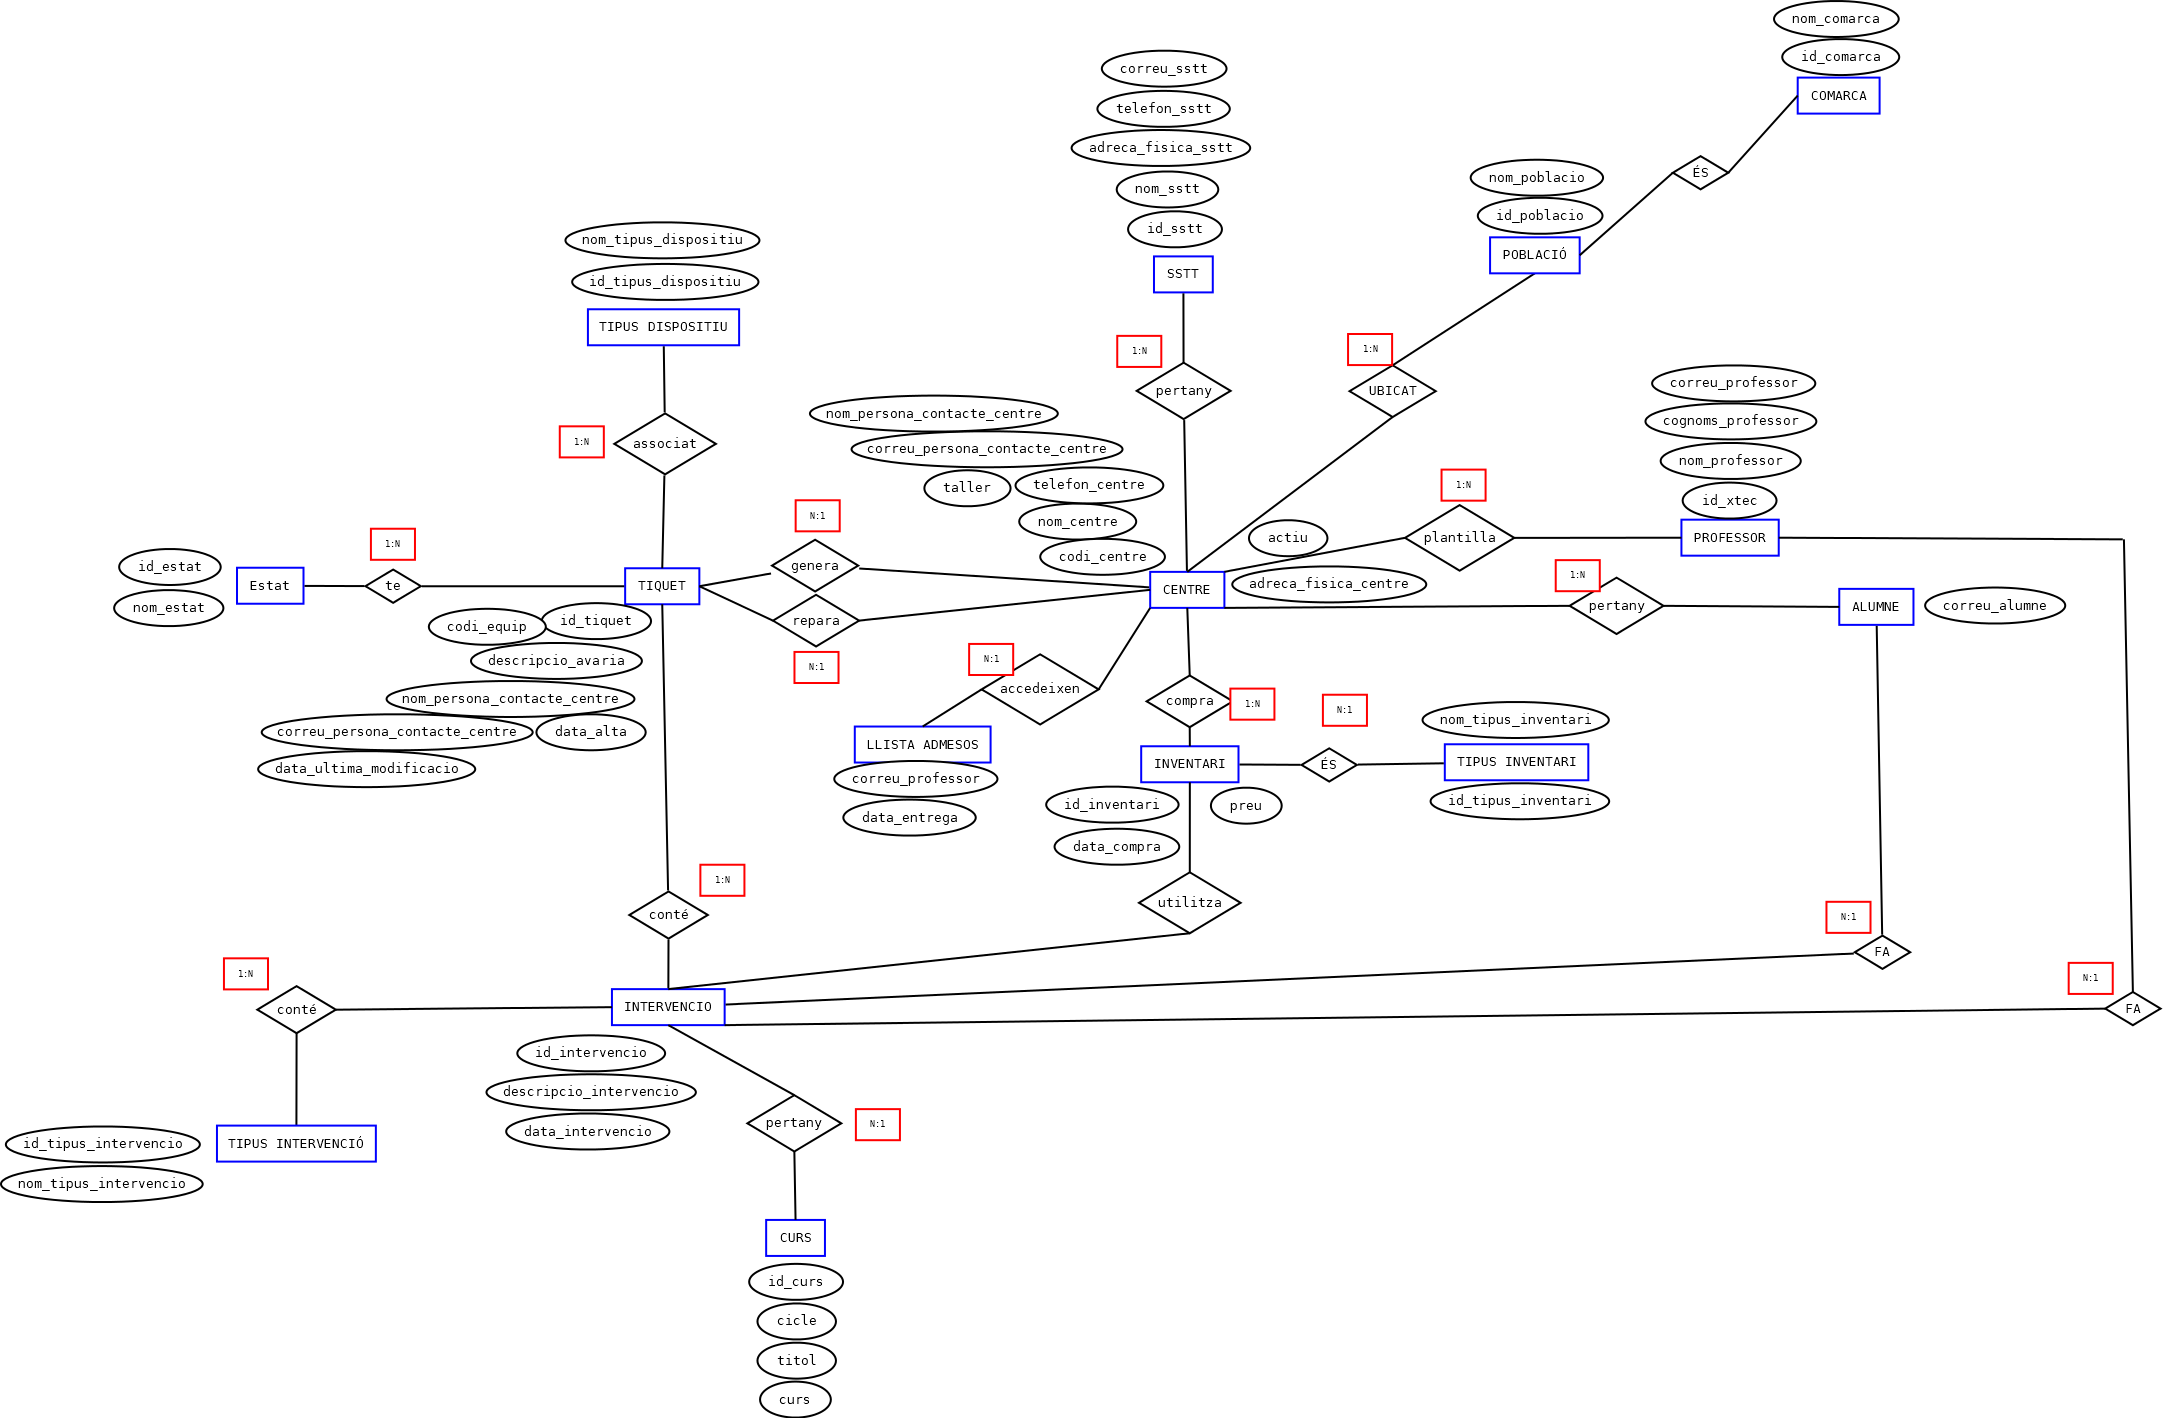 nom_comarca
id_comarca
COMARCA
correu_sstt
telefon_sstt
adreca_fisica_sstt
nom_sstt
id_sstt
SSTT
ÉS
nom_poblacio
id_poblacio
POBLACIÓ
nom_tipus_dispositiu
id_tipus_dispositiu
TIPUS DISPOSITIU
1:N
pertany
1:N
UBICAT
1:N
associat
nom_persona_contacte_centre
correu_persona_contacte_centre
taller
telefon_centre
nom_centre
codi_centre
correu_professor
cognoms_professor
nom_professor
id_xtec
PROFESSOR
1:N
plantilla
actiu
adreca_fisica_centre
CENTRE
N:1
genera
repara
N:1
id_estat
Estat
nom_estat
1:N
te
TIQUET
id_tiquet
codi_equip
descripcio_avaria
nom_persona_contacte_centre
correu_persona_contacte_centre
data_alta
data_ultima_modificacio
1:N
pertany
ALUMNE
correu_alumne
N:1
accedeixen
LLISTA ADMESOS
correu_professor
data_entrega
compra
1:N
INVENTARI
id_inventari
preu
data_compra
N:1
ÉS
nom_tipus_inventari
TIPUS INVENTARI
id_tipus_inventari
utilitza
1:N
conté
N:1
FA
N:1
FA
1:N
conté
INTERVENCIO
id_intervencio
descripcio_intervencio
data_intervencio
id_tipus_intervencio
TIPUS INTERVENCIÓ
nom_tipus_intervencio
pertany
N:1
CURS
id_curs
cicle
titol
curs